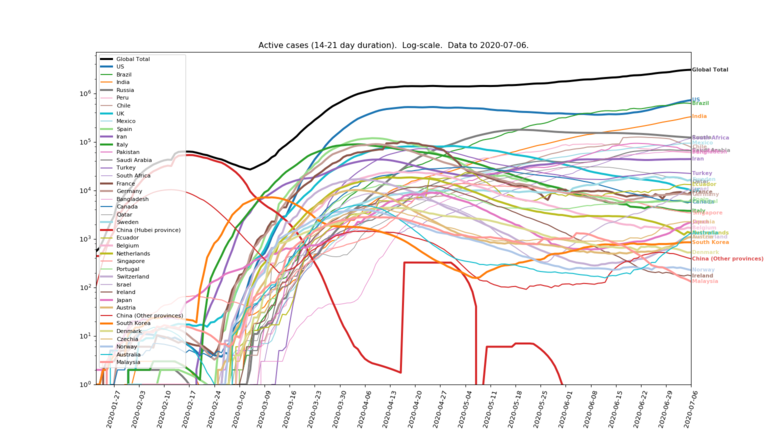 Active cases (14-21 day duration).  Log-scale.  Data to 2020-07-06.
Global Total
US
Brazil
India
Russia
Peru
Chile
UK
Mexico
Spain
Iran
Italy
Pakistan
Saudi Arabia
Turkey
South Africa
France
Germany
Bangladesh
Canada
Qatar
Sweden
China (Hubei province)
Ecuador
Belgium
Netherlands
Singapore
Portugal
Switzerland
Israel
Ireland
Japan
Austria
China (Other provinces)
South Korea
Denmark
Czechia
Norway
Australia
Malaysia
10⁶
10⁵
10⁴
10³
10²
10¹
10⁰
Global Total
US
Brazil
India
Iran
Turkey
South Korea
China (Other provinces)
Norway
Ireland
Malaysia
2020-01-27
2020-02-03
2020-02-10
2020-02-17
2020-02-24
2020-03-02
2020-03-09
2020-03-16
2020-03-23
2020-03-30
2020-04-06
2020-04-13
2020-04-20
2020-04-27
2020-05-04
2020-05-11
2020-05-18
2020-05-25
2020-06-01
2020-06-08
2020-06-15
2020-06-22
2020-06-29
2020-07-06